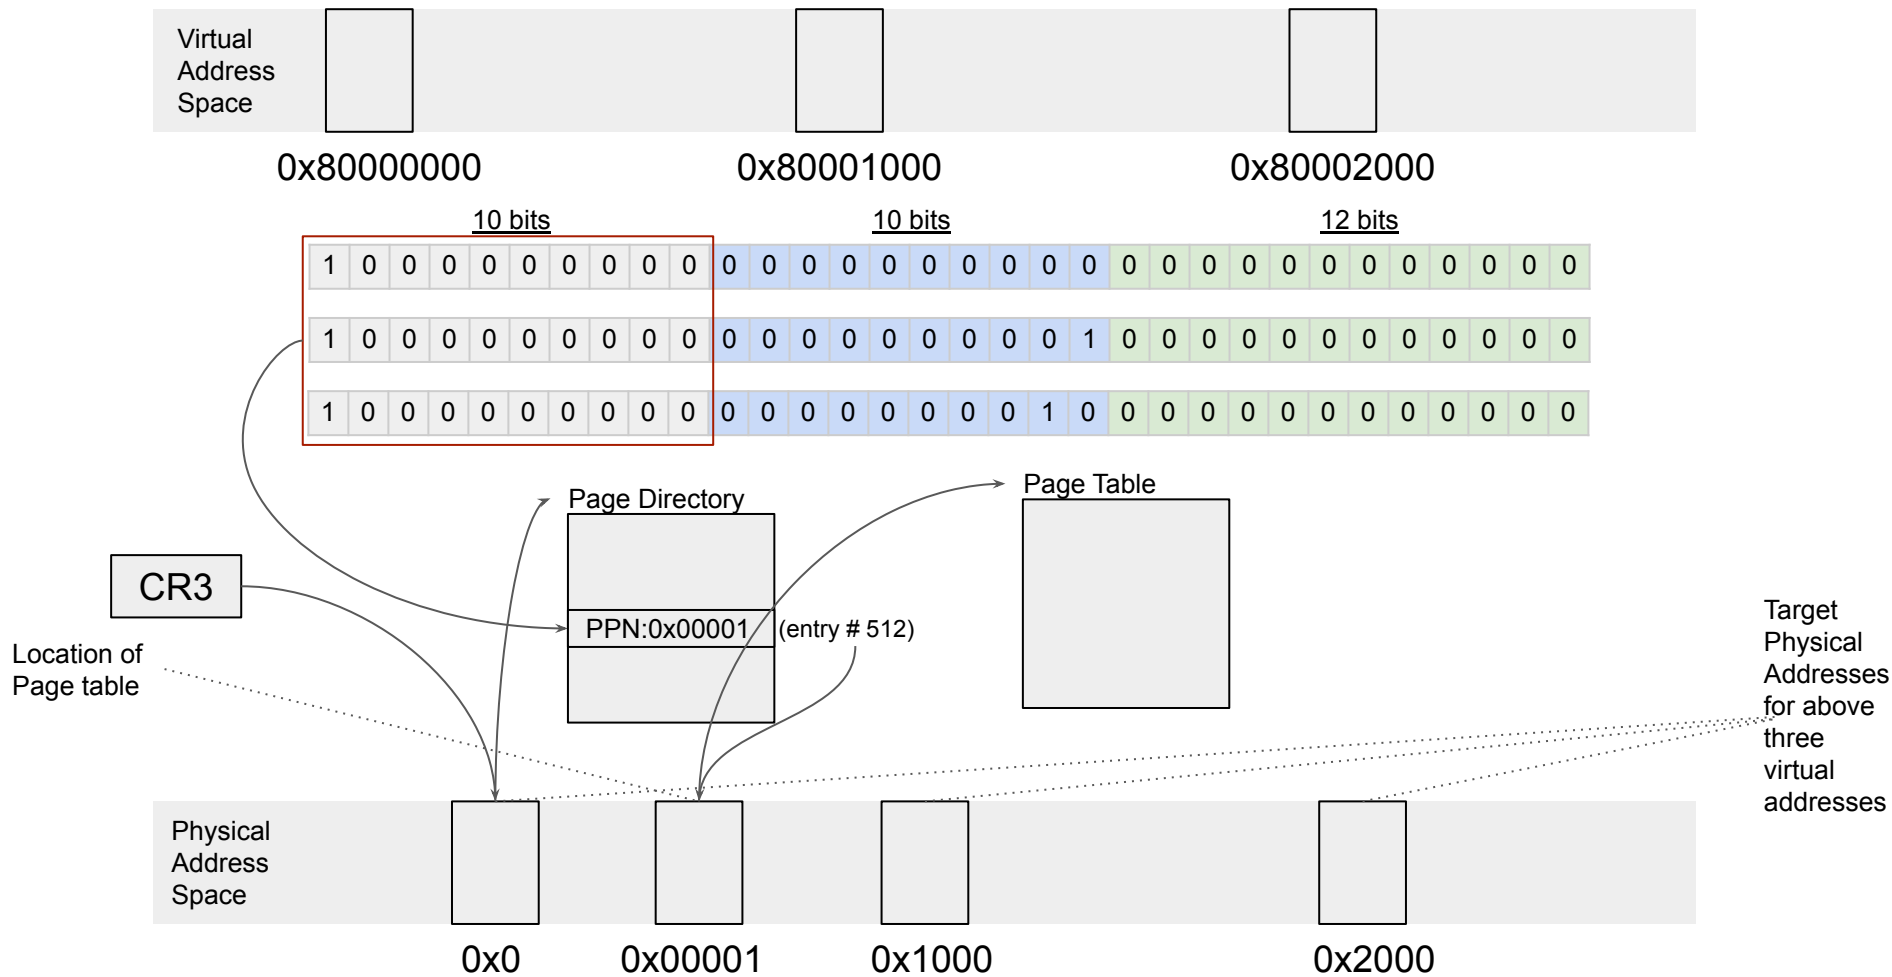 Virtual
Address
Space
0x80000000 0x80001000 0x80002000
10 bits 10 bits 12 bits
1 0 0 0 0 0 0 0 0 0 0 0 0 0 0 0 0 0 0 0 0 0 0 0 0 0 0 0 0 0 0 0
1 0 0 0 0 0 0 0 0 0 0 0 0 0 0 0 0 0 0 1 0 0 0 0 0 0 0 0 0 0 0 0
1 0 0 0 0 0 0 0 0 0 0 0 0 0 0 0 0 0 1 0 0 0 0 0 0 0 0 0 0 0 0 0
Page Directory
Page Table
CR3
PPN:0x00001 (entry # 512)
Location of
Page table
Target
Physical
Addresses
for above
three
virtual
addresses
Physical
Address
Space
0x0 0x00001 0x1000 0x2000